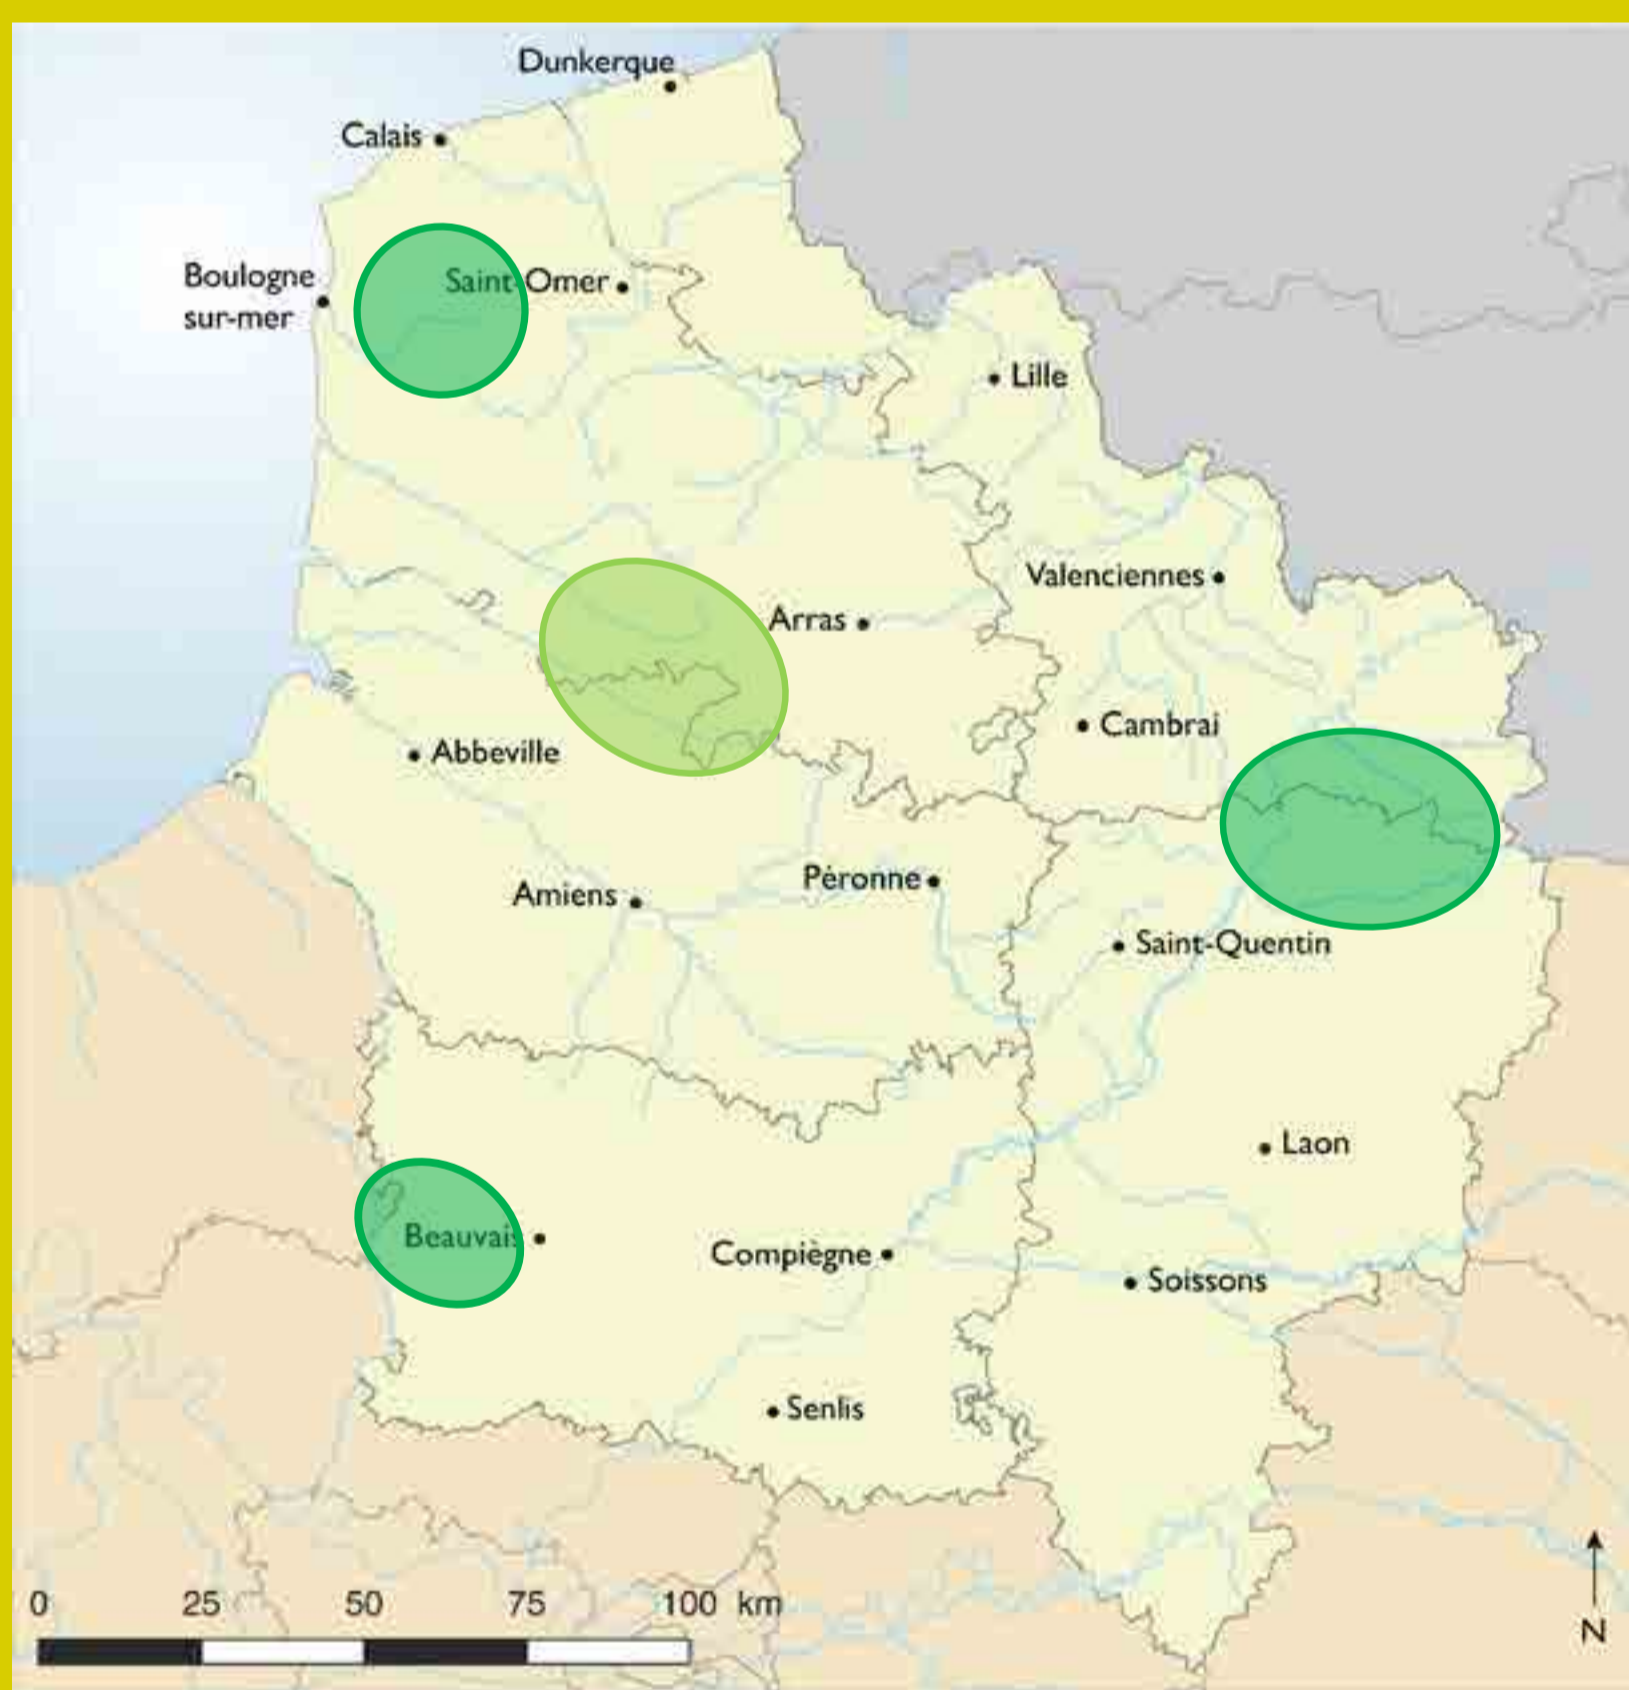 Dunkerque
Calais
Boulogne
sur-mer
Saint-Omer
Lille
Valenciennes
Arras
Cambrai
Abbeville
Péronne
Amiens
Saint-Quentin
Laon
Beauvais
Compiègne
Soissons
Senlis
0 25 50 75 100 km
N